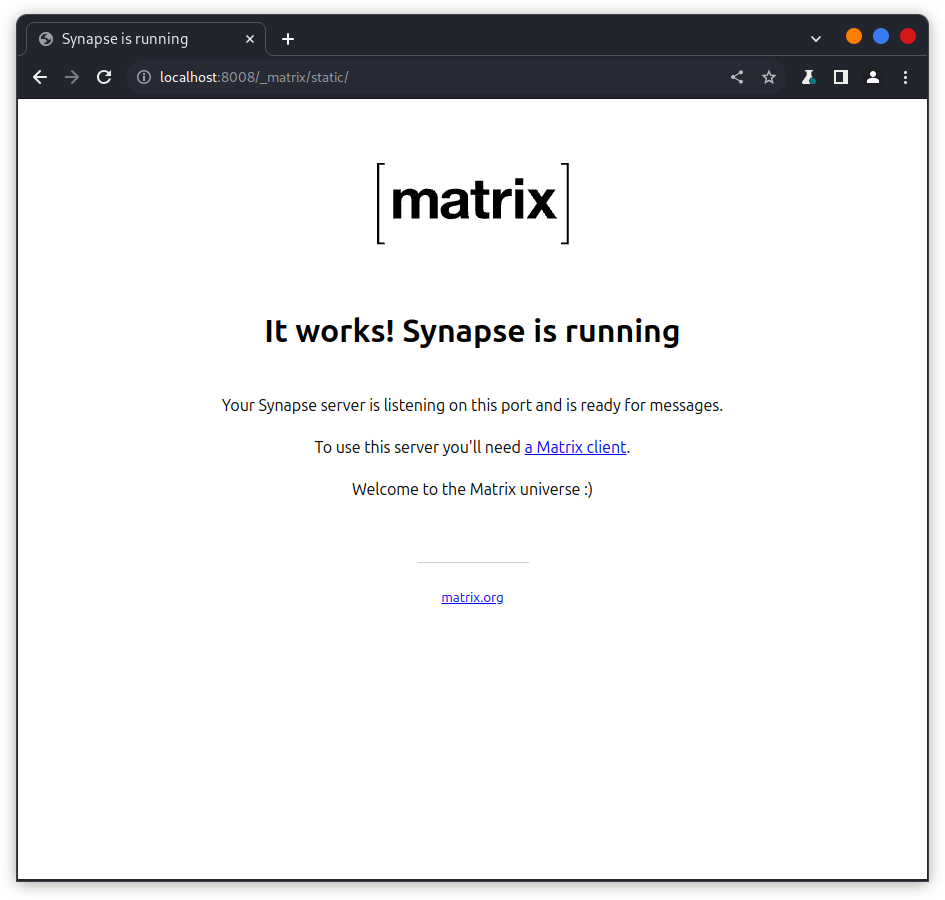 Synapse is running
localhost:8008/_matrix/static/
[matrix]
It works! Synapse is running
Your Synapse server is listening on this port and is ready for messages.
To use this server you'll need a Matrix client.
Welcome to the Matrix universe :)
matrix.org